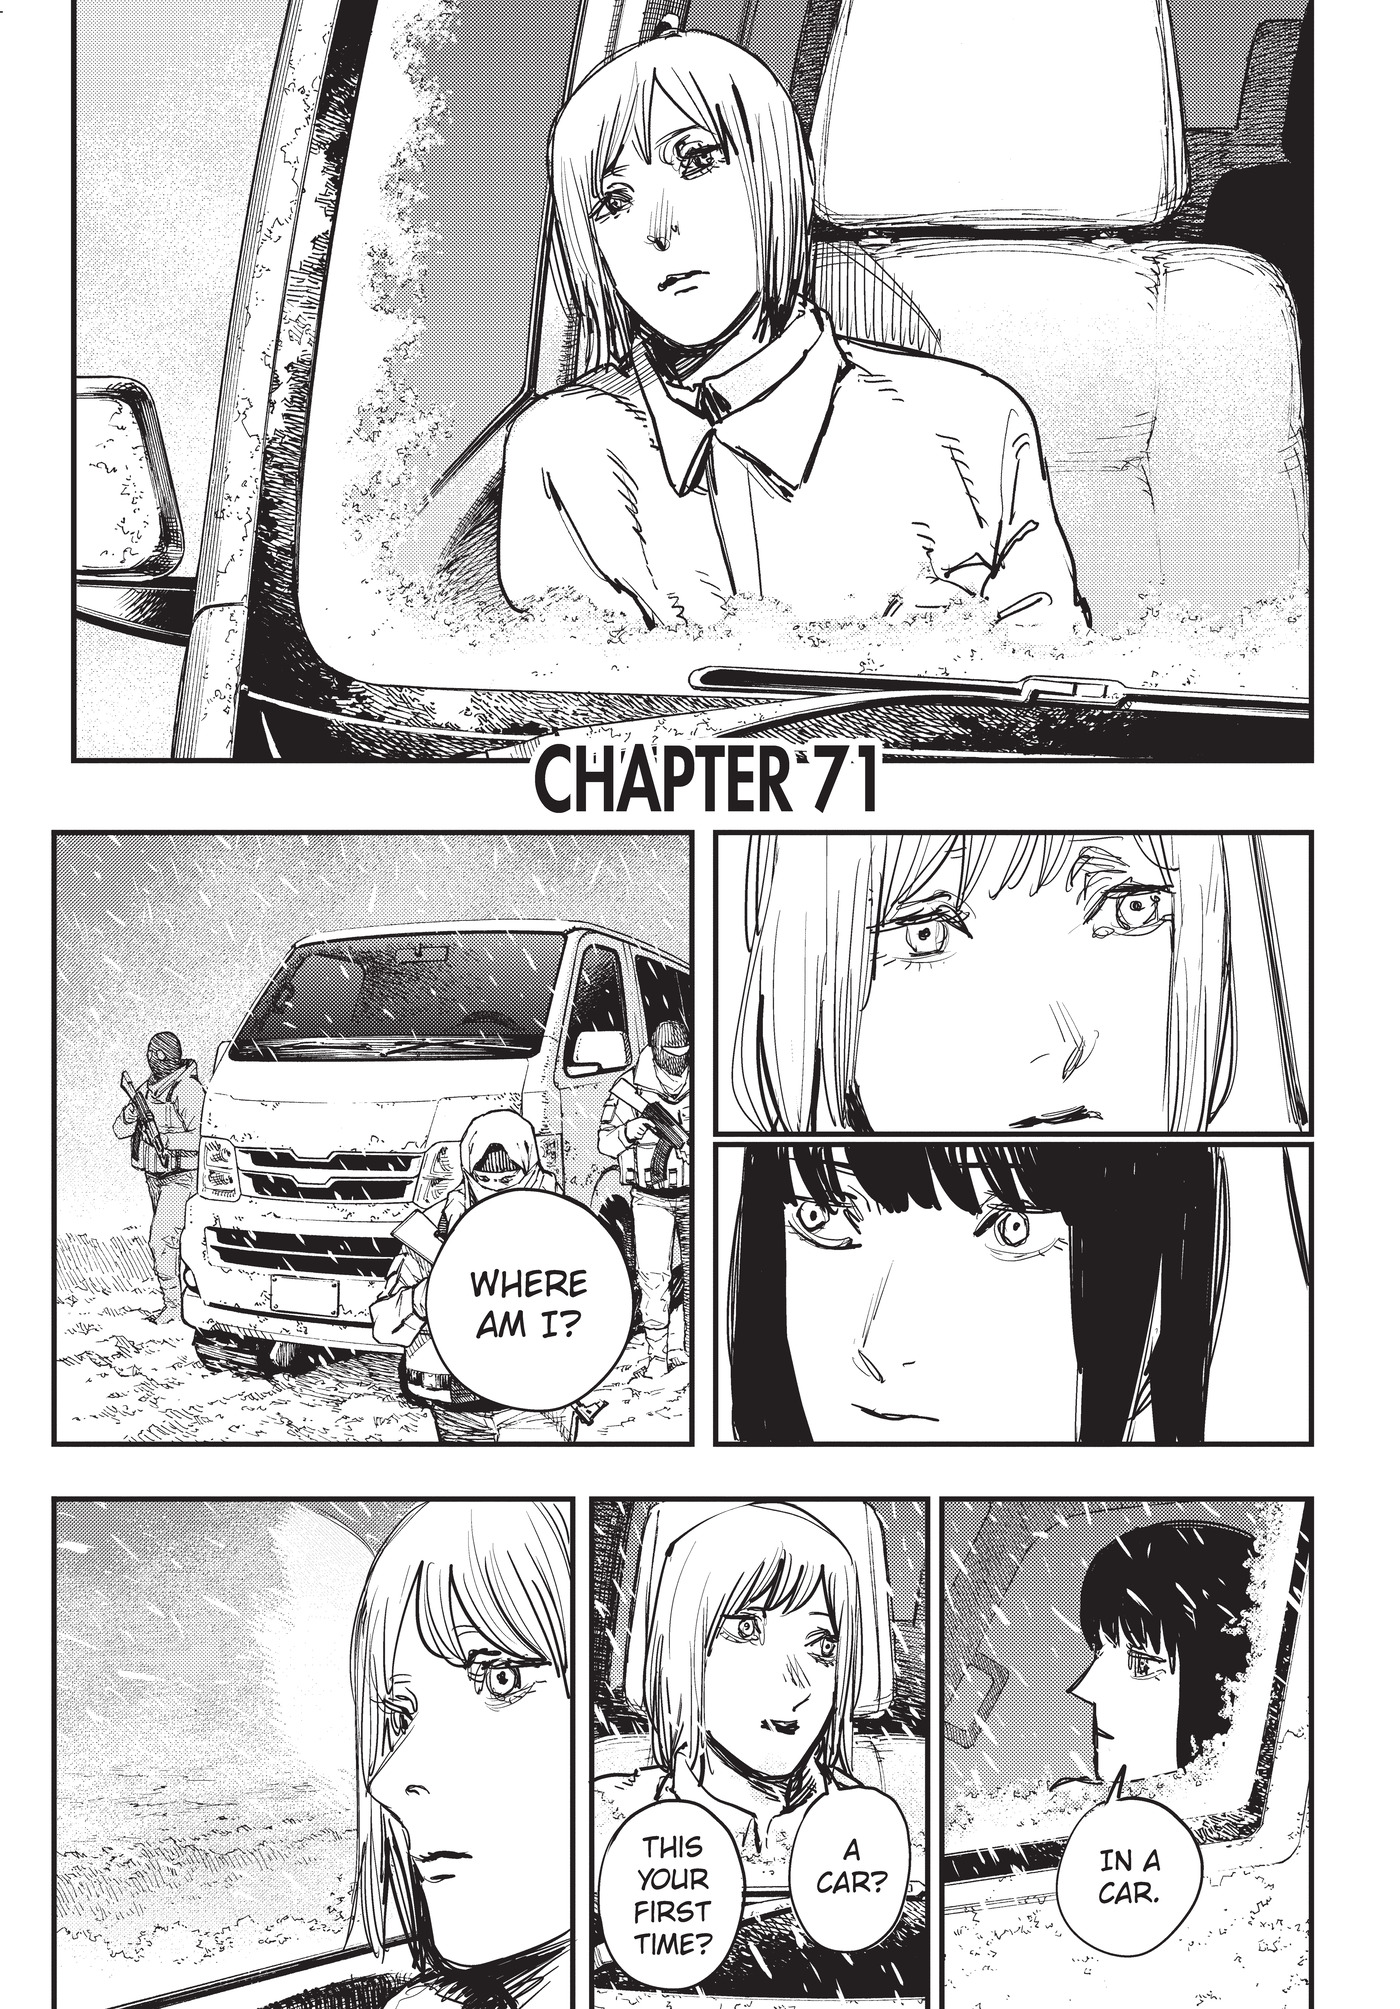 CHAPTER 71
WHERE
AM I?
IN A
CAR.
A
CAR?
THIS
YOUR
FIRST
TIME?